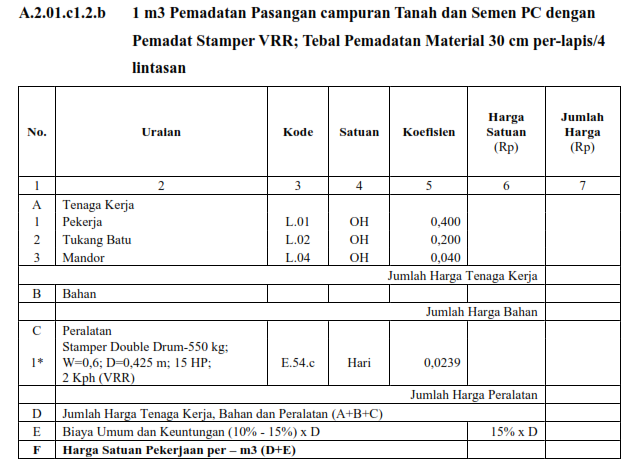 A.2.01.c1.2.b 1 m3 Pemadatan Pasangan campuran Tanah dan Semen PC dengan
Pemadat Stamper VRR; Tebal Pemadatan Material 30 cm per-lapis/4
lintasan
No. Uraian Kode Satuan Koefisien Harga Satuan (Rp) Jumlah Harga (Rp)
1 2 3 4 5 6 7
A Tenaga Kerja
1 Pekerja L.01 OH 0,400
2 Tukang Batu L.02 OH 0,200
3 Mandor L.04 OH 0,040
Jumlah Harga Tenaga Kerja
B Bahan
Jumlah Harga Bahan
C Peralatan
Stamper Double Drum-550 kg;
1* W=0,6; D=0,425 m; 15 HP; E.54.c Hari 0,0239
2 Kph (VRR)
Jumlah Harga Peralatan
D Jumlah Harga Tenaga Kerja, Bahan dan Peralatan (A+B+C)
E Biaya Umum dan Keuntungan (10% - 15%) x D 15% x D
F Harga Satuan Pekerjaan per – m3 (D+E)